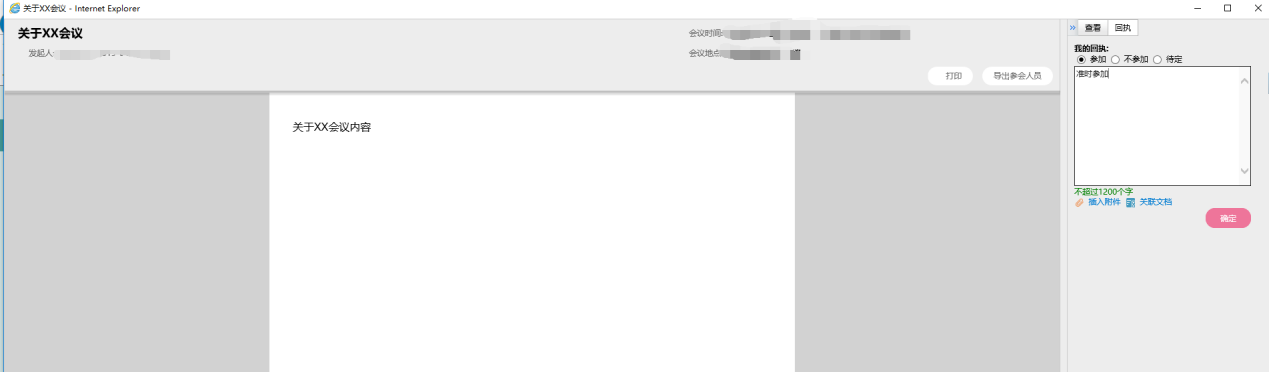 关于XX会议 - Internet Explorer
关于XX会议
发起人:
会议时间:
会议地点:
打印
导出参会人员
关于XX会议内容
查看
回执
我的回执:
参加 不参加 待定
准时参加
不超过1200个字
插入附件 关联文档
确定